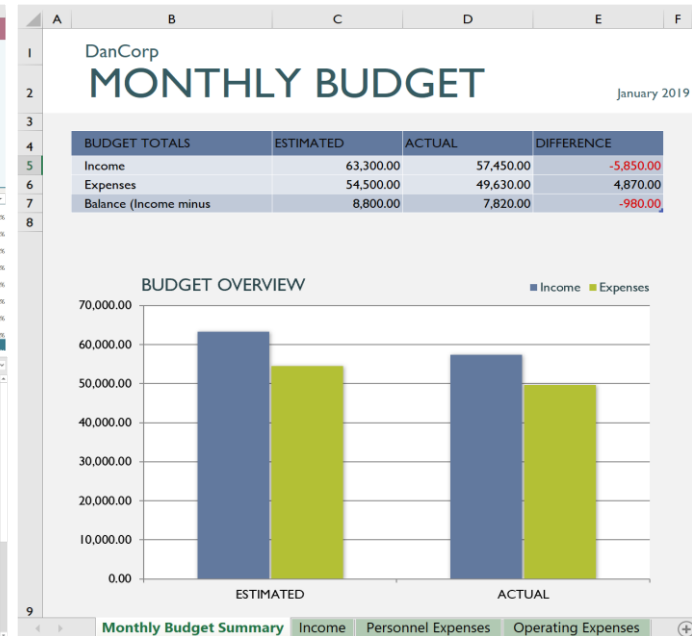 A B C D E F
1 DanCorp
2 MONTHLY BUDGET January 2019
3
4 BUDGET TOTALS ESTIMATED ACTUAL DIFFERENCE
5 Income 63,300.00 57,450.00 -5,850.00
6 Expenses 54,500.00 49,630.00 4,870.00
7 Balance (Income minus 8,800.00 7,820.00 -980.00
8
BUDGET OVERVIEW Income Expenses
70,000.00
60,000.00
50,000.00
40,000.00
30,000.00
20,000.00
10,000.00
0.00
ESTIMATED ACTUAL
9
Monthly Budget Summary Income Personnel Expenses Operating Expenses